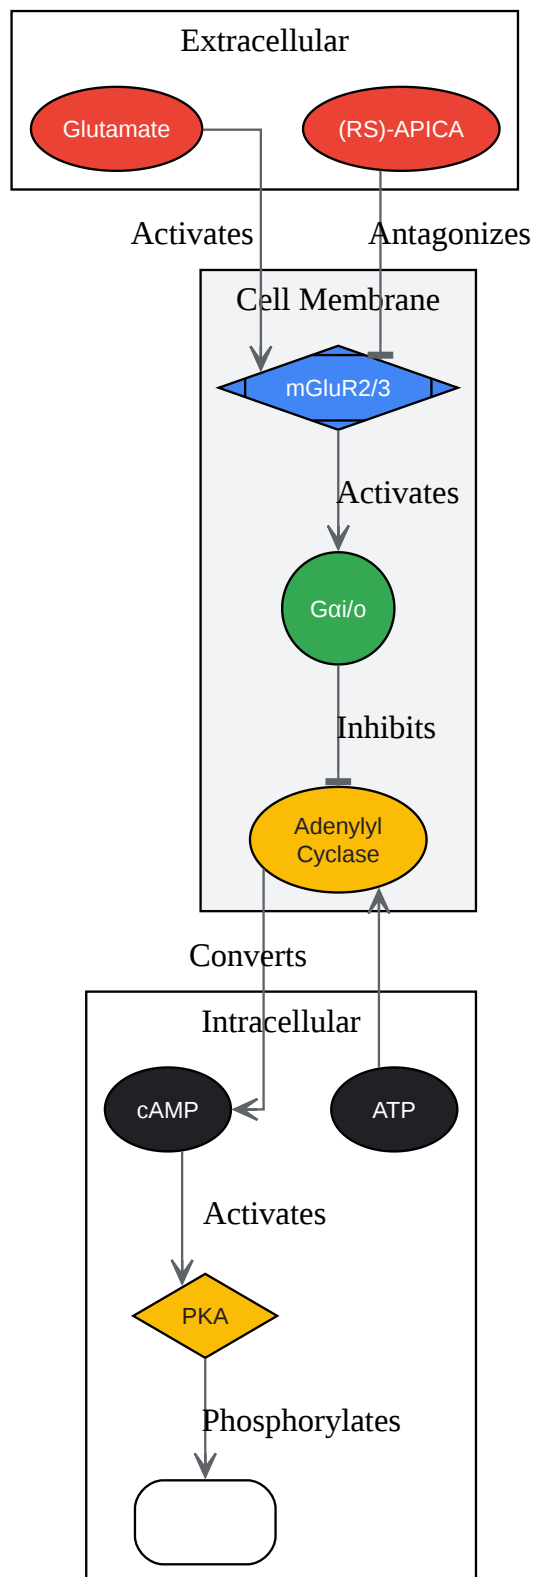 Extracellular
Glutamate
(RS)-APICA
Activates
Antagonizes
Cell Membrane
mGluR2/3
Activates
Gαi/o
Inhibits
Adenylyl
Cyclase
Converts
Intracellular
cAMP
ATP
Activates
PKA
Phosphorylates